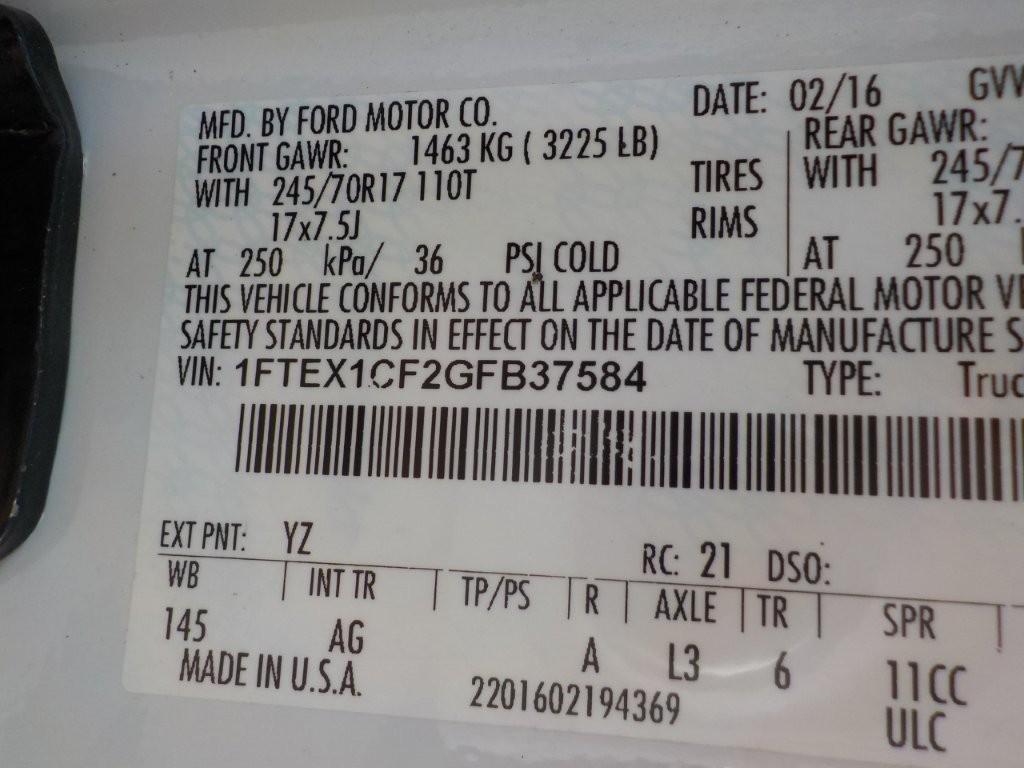 MFD. BY FORD MOTOR CO. DATE: 02/16
FRONT GAWR: 1463 KG ( 3225 LB) REAR GAWR:
WITH 245/70R17 110T TIRES WITH 245/7
17x7.5J RIMS 17x7.
AT 250 kPa/ 36 PSI COLD AT 250
THIS VEHICLE CONFORMS TO ALL APPLICABLE FEDERAL MOTOR
SAFETY STANDARDS IN EFFECT ON THE DATE OF MANUFACTURE
VIN: 1FTEX1CF2GFB37584 TYPE: Truc
EXT PNT: YZ RC: 21 DSO:
WB INT TR TP/PS R AXLE TR SPR
145 AG A L3 6 11CC
MADE IN U.S.A. 2201602194369 ULC